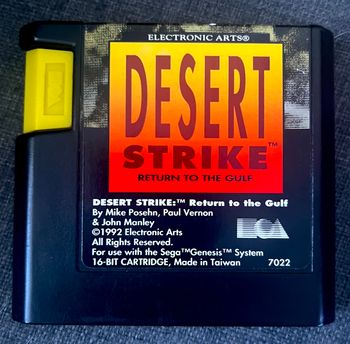 ELECTRONIC ARTS®
DESERT
STRIKE™
RETURN TO THE GULF
DESERT STRIKE:™ Return to the Gulf
By Mike Posehn, Paul Vernon
& John Manley
©1992 Electronic Arts
All Rights Reserved.
For use with the Sega™Genesis™ System
16-BIT CARTRIDGE, Made in Taiwan
7022